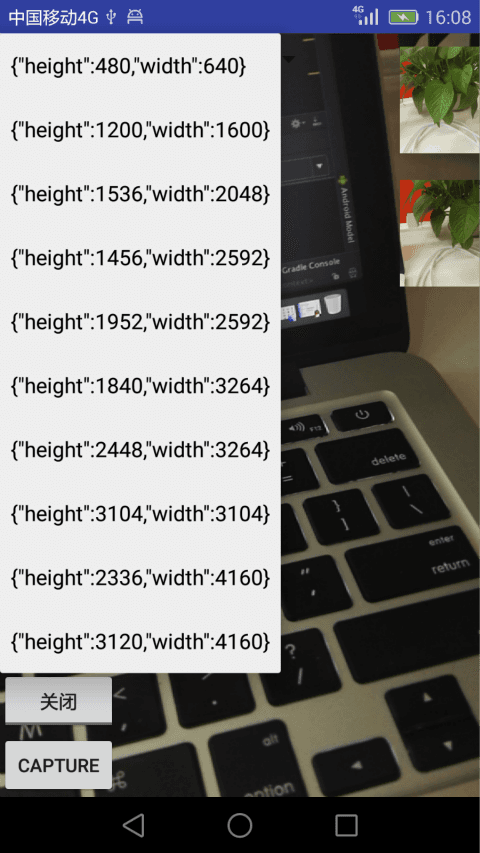 中国移动4G
4G
16:08
{"height":480,"width":640}
{"height":1200,"width":1600}
{"height":1536,"width":2048}
{"height":1456,"width":2592}
{"height":1952,"width":2592}
{"height":1840,"width":3264}
{"height":2448,"width":3264}
{"height":3104,"width":3104}
{"height":2336,"width":4160}
{"height":3120,"width":4160}
关闭
CAPTURE
Android Model
Gradle Console
F12
delete
+
=
}
]
|
\
enter
return
"
'
?
/
<
,
>
.
M
alt
option
⌘